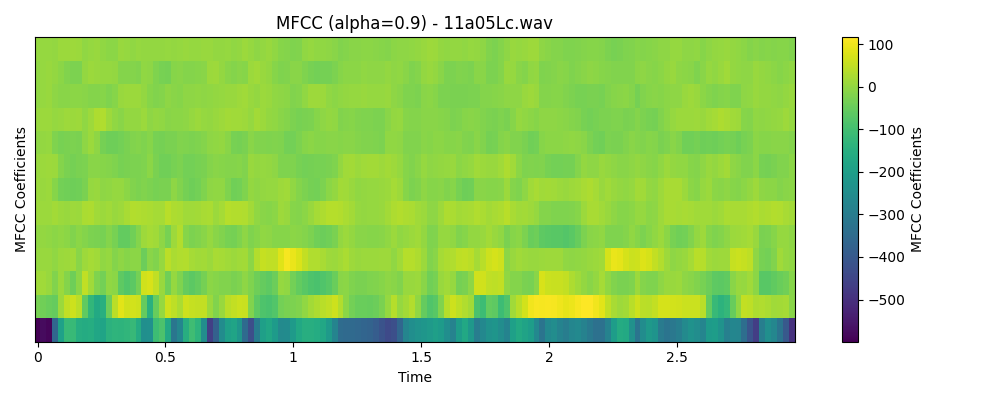 MFCC (alpha=0.9) - 11a05Lc.wav
MFCC Coefficients
0 0.5 1 1.5 2 2.5
Time
100
0
−100
−200
−300
−400
−500
MFCC Coefficients